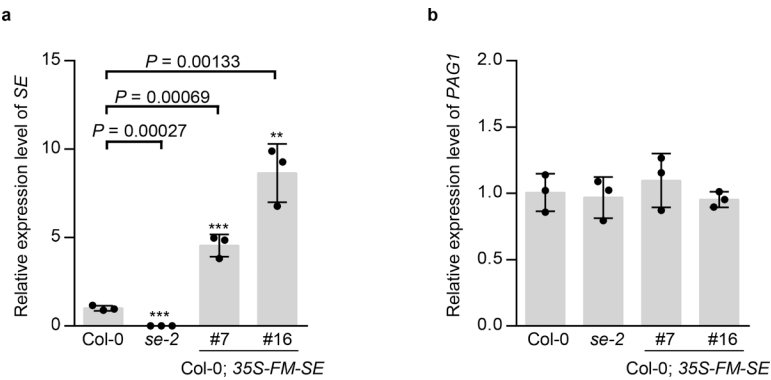 a
Relative expression level of SE
15
10
5
0
P = 0.00133
P = 0.00069
P = 0.00027
***
***
**
Col-0
se-2
#7
#16
Col-0; 35S-FM-SE
b
Relative expression level of PAG1
2.0
1.5
1.0
0.5
0.0
Col-0
se-2
#7
#16
Col-0; 35S-FM-SE